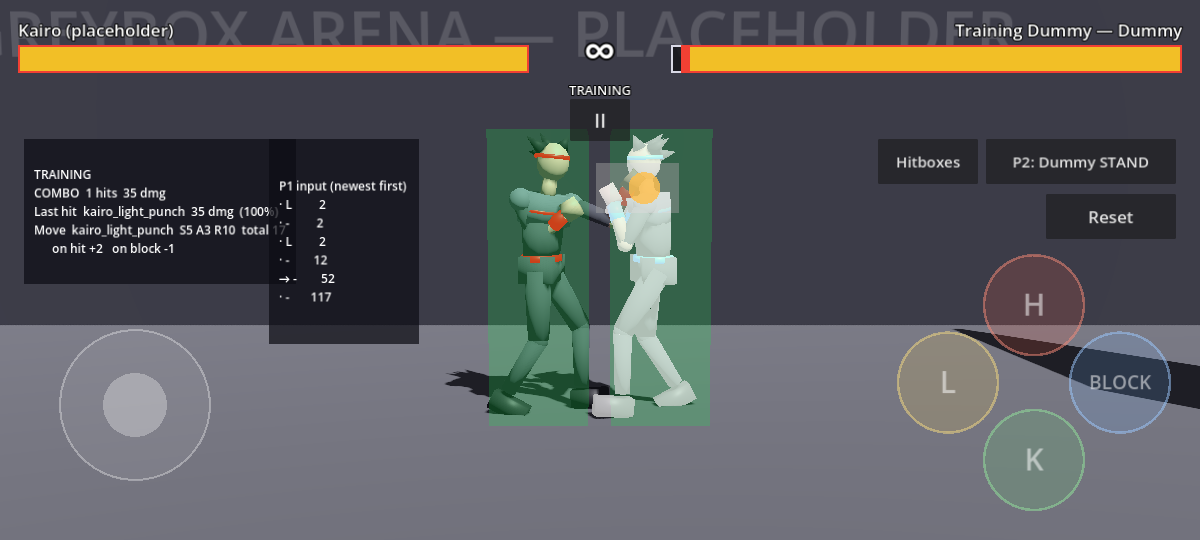 GREYBOX ARENA — PLACEHOLDER
Kairo (placeholder)
∞
Training Dummy — Dummy
TRAINING
II
TRAINING
COMBO 1 hits 35 dmg
Last hit kairo_light_punch 35 dmg (100%)
Move kairo_light_punch S5 A3 R10 total 17
on hit +2 on block -1
P1 input (newest first)
· L 2
· - 2
· L 2
· - 12
→ - 52
· - 117
Hitboxes
P2: Dummy STAND
Reset
H
L
BLOCK
K